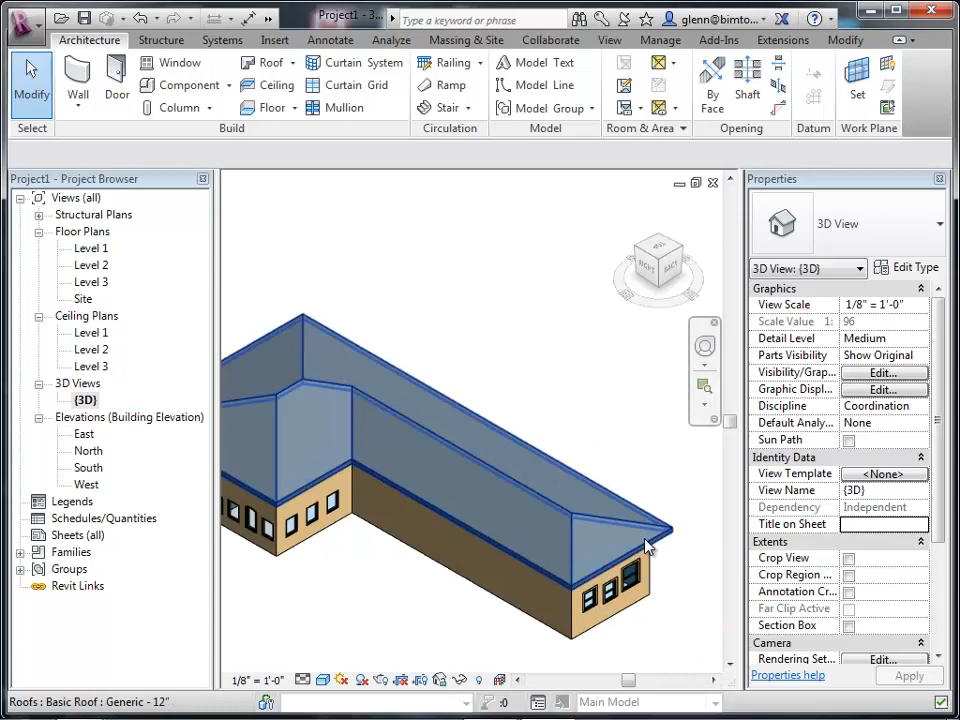 Project1 - 3...
Type a keyword or phrase
glenn@bimto...
Architecture Structure Systems Insert Annotate Analyze Massing & Site Collaborate View Manage Add-Ins Extensions Modify
Modify Wall Door Window Component Column Roof Ceiling Floor Curtain System Curtain Grid Mullion Railing Ramp Stair Model Text Model Line Model Group By Face Shaft Set
Select Build Circulation Model Room & Area Opening Datum Work Plane
Project1 - Project Browser
Views (all)
Structural Plans
Floor Plans
Level 1
Level 2
Level 3
Site
Ceiling Plans
Level 1
Level 2
Level 3
3D Views
{3D}
Elevations (Building Elevation)
East
North
South
West
Legends
Schedules/Quantities
Sheets (all)
Families
Groups
Revit Links
RIGHT BACK
Properties
3D View
3D View: {3D} Edit Type
Graphics
View Scale 1/8" = 1'-0"
Scale Value 1: 96
Detail Level Medium
Parts Visibility Show Original
Visibility/Grap... Edit...
Graphic Displ... Edit...
Discipline Coordination
Default Analy... None
Sun Path
Identity Data
View Template <None>
View Name {3D}
Dependency Independent
Title on Sheet
Extents
Crop View
Crop Region ...
Annotation Cr...
Far Clip Active
Section Box
Camera
Rendering Set... Edit...
Properties help Apply
1/8" = 1'-0"
Roofs : Basic Roof : Generic - 12" :0 Main Model